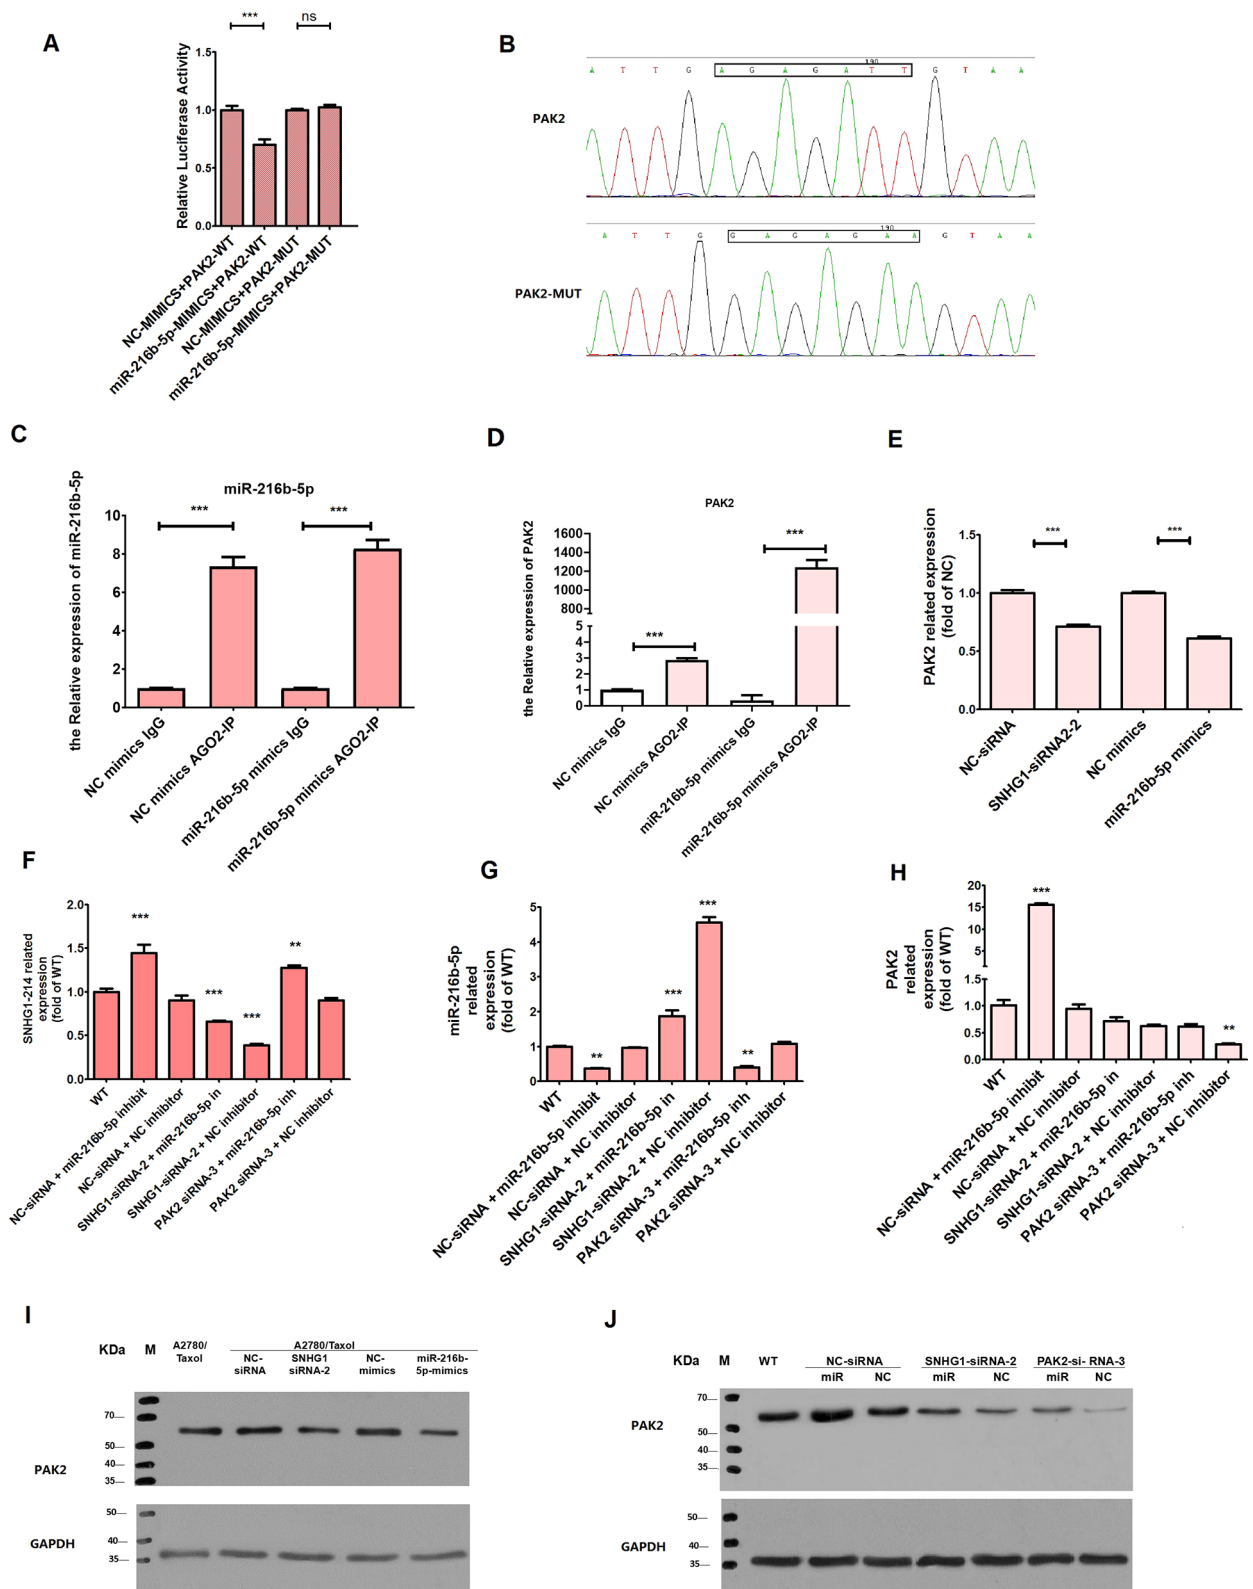 A
***
ns
Relative Luciferase Activity
1.5
1.0
0.5
0.0
NC-MIMICS+PAK2-WT
miR-216b-5p-MIMICS+PAK2-WT
NC-MIMICS+PAK2-MUT
miR-216b-5p-MIMICS+PAK2-MUT
B
PAK2
190
A T T G A G A G A T T G T A A
PAK2-MUT
190
A T T G G A G A G A A G T A A
C
miR-216b-5p
the Relative expression of miR-216b-5p
***
***
10
8
6
4
2
0
NC mimics IgG
NC mimics AGO2-IP
miR-216b-5p mimics IgG
miR-216b-5p mimics AGO2-IP
D
PAK2
the Relative expression of PAK2
***
***
1600
1400
1200
1000
800
5
4
3
2
1
0
NC mimics IgG
NC mimics AGO2-IP
miR-216b-5p mimics IgG
miR-216b-5p mimics AGO2-IP
E
PAK2 related expression
(fold of NC)
***
***
1.5
1.0
0.5
0.0
NC-siRNA
SNHG1-siRNA2-2
NC mimics
miR-216b-5p mimics
F
SNHG1-214 related
expression
(fold of WT)
2.0
1.5
1.0
0.5
0.0
***
***
***
**
WT
NC-siRNA + miR-216b-5p inhibit
NC-siRNA + NC inhibitor
SNHG1-siRNA-2 + miR-216b-5p in
SNHG1-siRNA-2 + NC inhibitor
PAK2 siRNA-3 + miR-216b-5p inh
PAK2 siRNA-3 + NC inhibitor
G
miR-216b-5p
related
expression
(fold of WT)
5
4
3
2
1
0
**
***
***
**
WT
NC-siRNA + miR-216b-5p inhibit
NC-siRNA + NC inhibitor
SNHG1-siRNA-2 + miR-216b-5p in
SNHG1-siRNA-2 + NC inhibitor
PAK2 siRNA-3 + miR-216b-5p inh
PAK2 siRNA-3 + NC inhibitor
H
PAK2
related
expression
(fold of WT)
20
15
10
5
1.5
1.0
0.5
0.0
***
**
WT
NC-siRNA + miR-216b-5p inhibit
NC-siRNA + NC inhibitor
SNHG1-siRNA-2 + miR-216b-5p in
SNHG1-siRNA-2 + NC inhibitor
PAK2 siRNA-3 + miR-216b-5p inh
PAK2 siRNA-3 + NC inhibitor
I
KDa M A2780/ Taxol
A2780/Taxol
NC-siRNA SNHG1 siRNA-2 NC-mimics miR-216b-5p-mimics
70
50
40
35
PAK2
50
40
35
GAPDH
J
KDa M WT NC-siRNA SNHG1-siRNA-2 PAK2-si- RNA-3
miR NC miR NC miR NC
70
50
40
35
PAK2
50
40
35
GAPDH